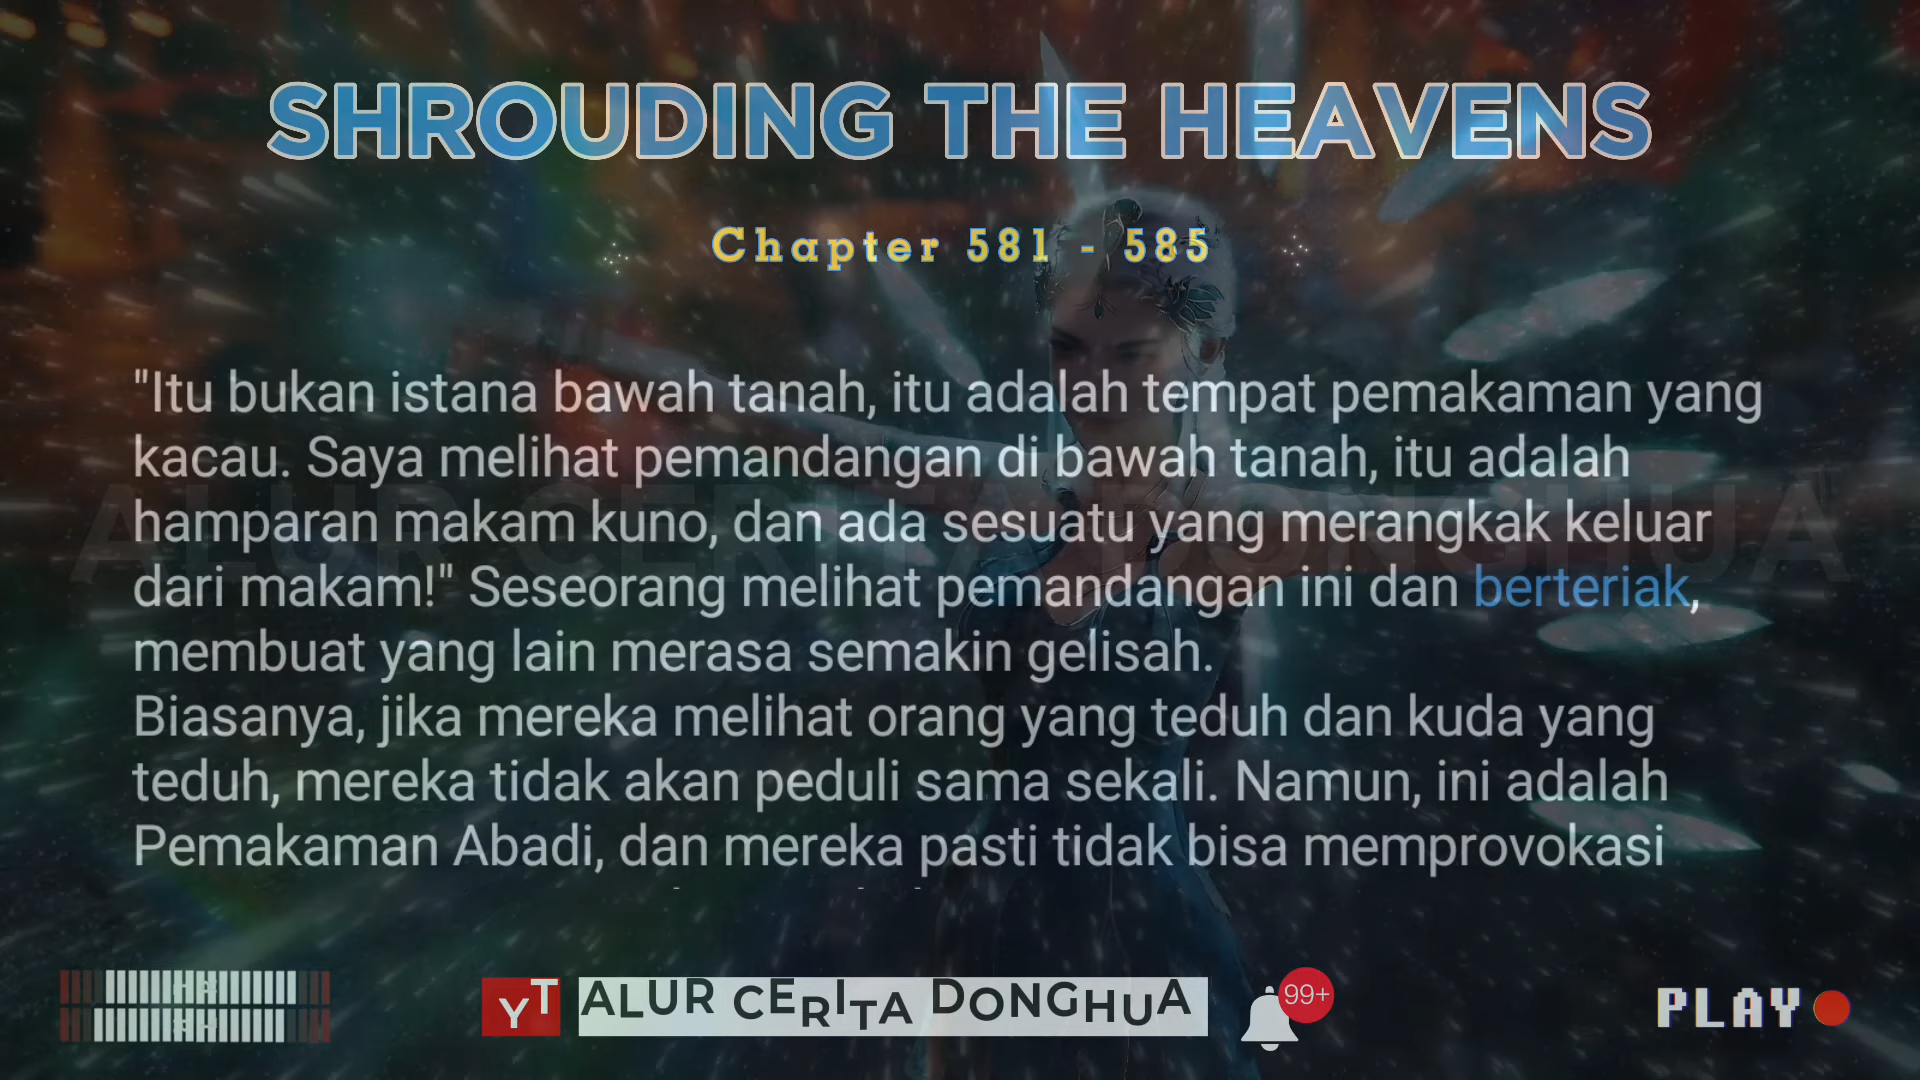 SHROUDING THE HEAVENS
Chapter 581 - 585
"Itu bukan istana bawah tanah, itu adalah tempat pemakaman yang
kacau. Saya melihat pemandangan di bawah tanah, itu adalah
hamparan makam kuno, dan ada sesuatu yang merangkak keluar
dari makam!" Seseorang melihat pemandangan ini dan berteriak,
membuat yang lain merasa semakin gelisah.
Biasanya, jika mereka melihat orang yang teduh dan kuda yang
teduh, mereka tidak akan peduli sama sekali. Namun, ini adalah
Pemakaman Abadi, dan mereka pasti tidak bisa memprovokasi
ALUR CERITA DONGHUA
YT ALUR CERITA DONGHUA
99+
PLAY